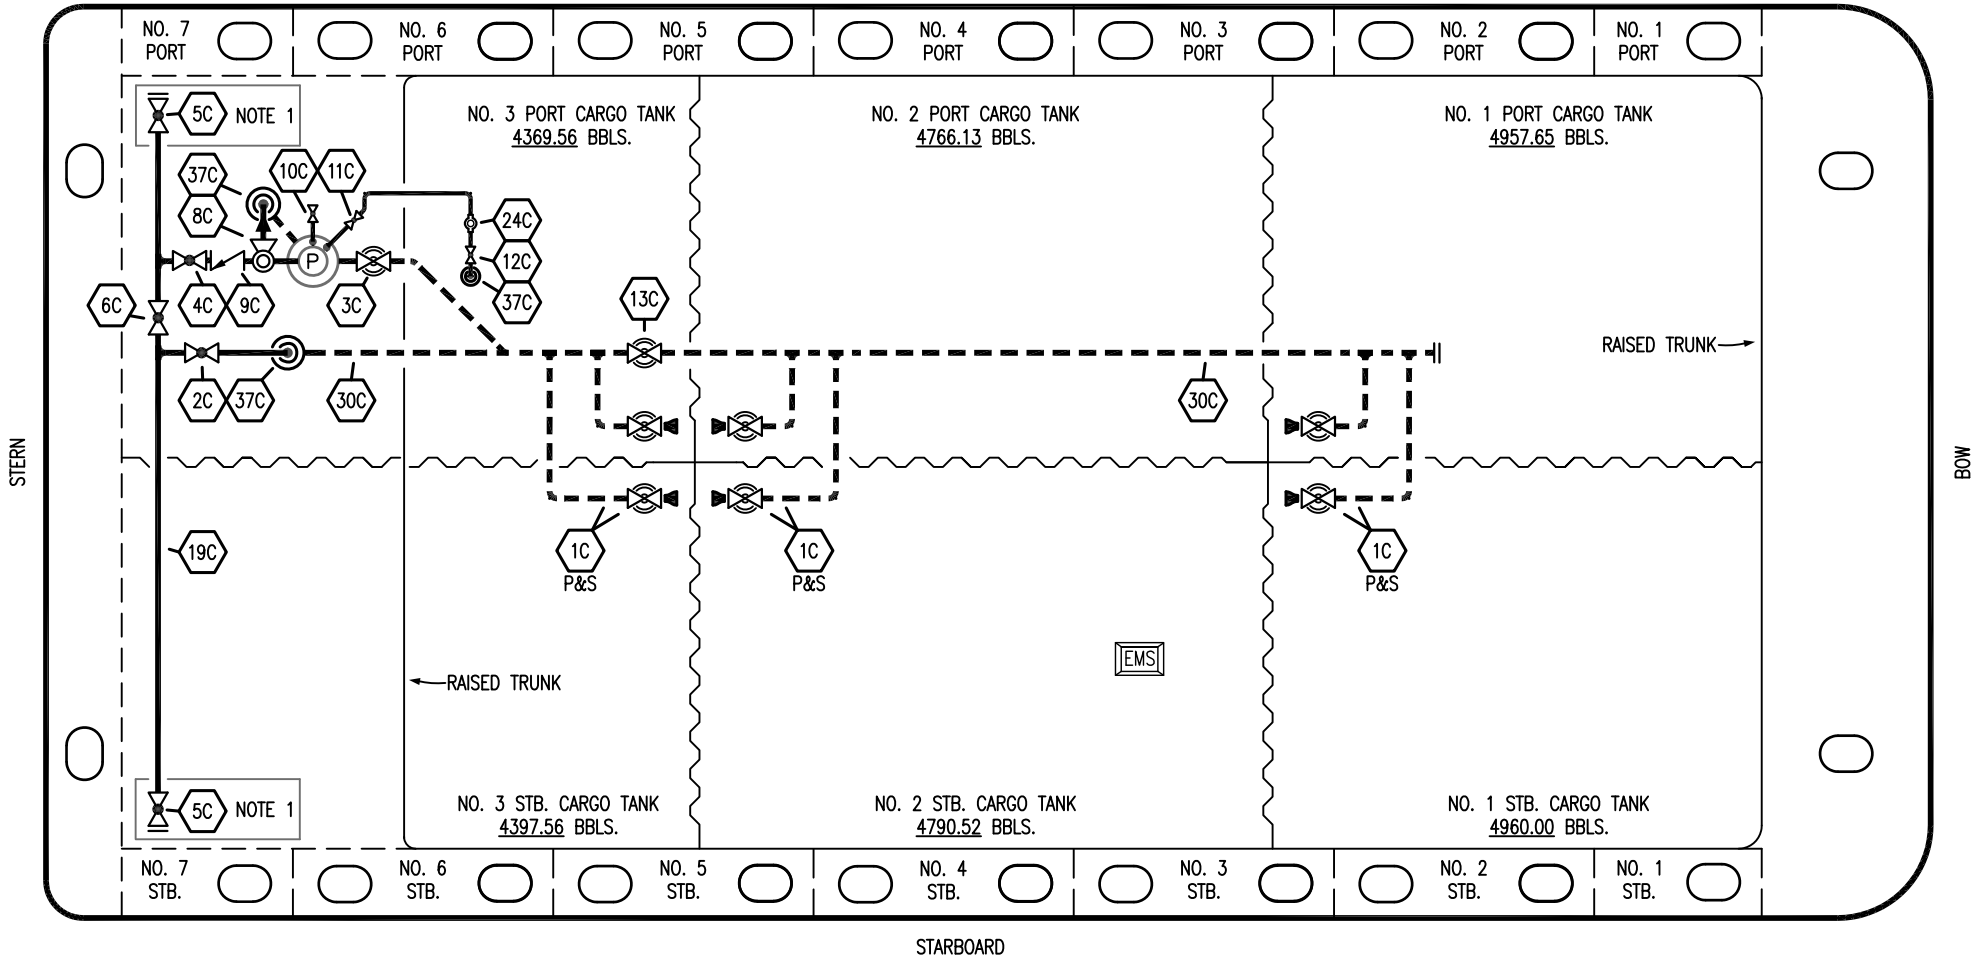 NO. 7
PORT
NO. 6
PORT
NO. 5
PORT
NO. 4
PORT
NO. 3
PORT
NO. 2
PORT
NO. 1
PORT
5C
NOTE 1
NO. 3 PORT CARGO TANK
4369.56 BBLS.
NO. 2 PORT CARGO TANK
4766.13 BBLS.
NO. 1 PORT CARGO TANK
4957.65 BBLS.
37C
10C
11C
8C
24C
P
12C
6C
4C
9C
3C
37C
13C
RAISED TRUNK
2C
37C
30C
30C
STERN
BOW
19C
1C
P&S
1C
P&S
1C
P&S
EMS
RAISED TRUNK
5C
NOTE 1
NO. 3 STB. CARGO TANK
4397.56 BBLS.
NO. 2 STB. CARGO TANK
4790.52 BBLS.
NO. 1 STB. CARGO TANK
4960.00 BBLS.
NO. 7
STB.
NO. 6
STB.
NO. 5
STB.
NO. 4
STB.
NO. 3
STB.
NO. 2
STB.
NO. 1
STB.
STARBOARD